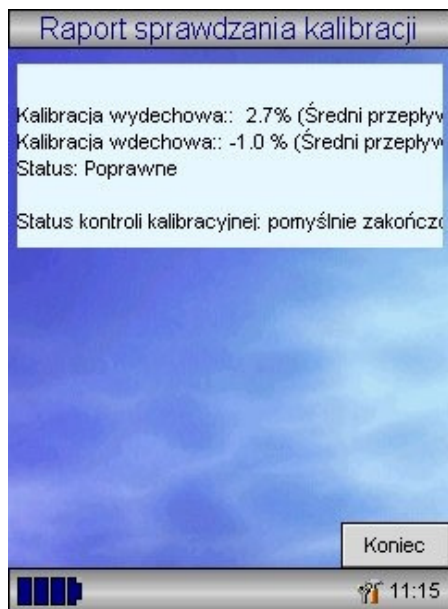 Raport sprawdzania kalibracji
Kalibracja wydechowa:: 2.7% (Średni przepływ
Kalibracja wdechowa:: -1.0 % (Średni przepływ
Status: Poprawne
Status kontroli kalibracyjnej: pomyślnie zakończo
Koniec
11:15